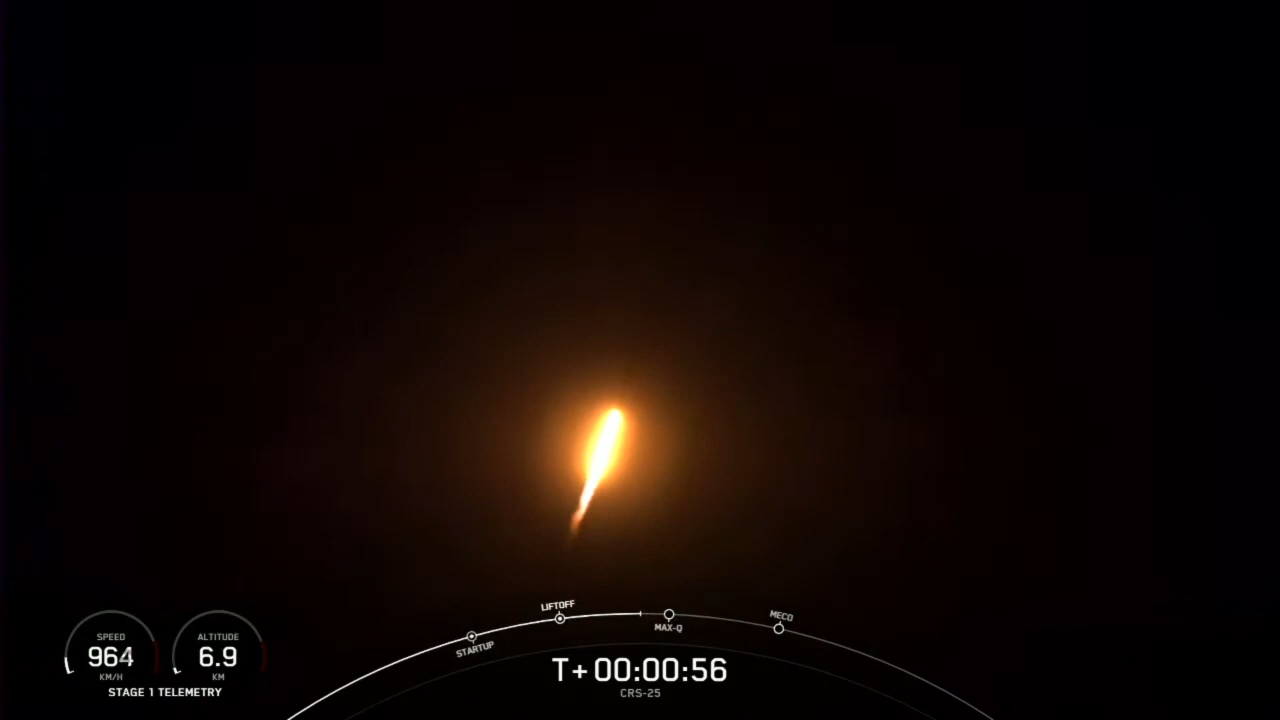 LIFTOFF
MECO
MAX-Q
STARTUP
SPEED
964
KM/H
ALTITUDE
6.9
KM
STAGE 1 TELEMETRY
T+00:00:56
CRS-25